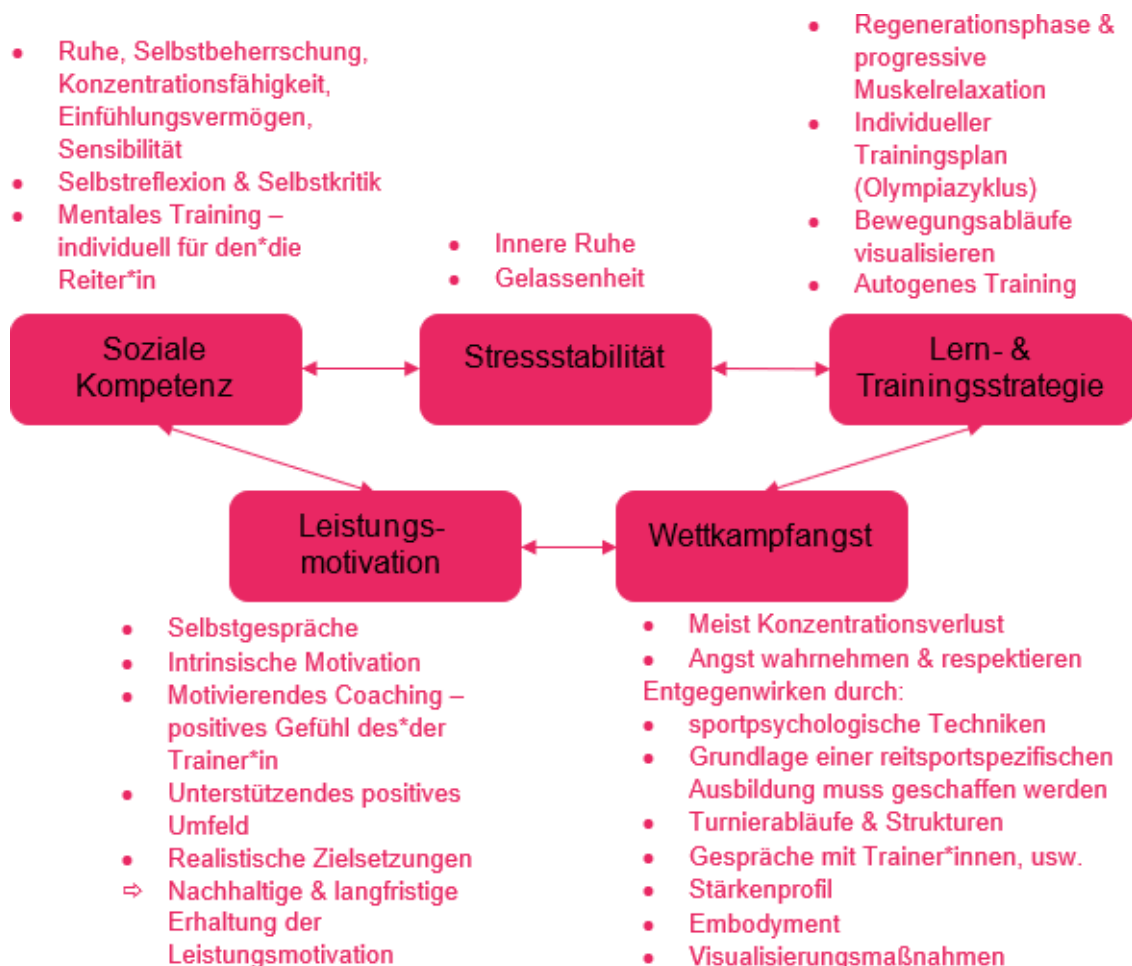 • Ruhe, Selbstbeherrschung,
Konzentrationsfähigkeit,
Einfühlungsvermögen,
Sensibilität
• Selbstreflexion & Selbstkritik
• Mentales Training –
individuell für den*die
Reiter*in
• Innere Ruhe
• Gelassenheit
• Regenerationsphase &
progressive
Muskelrelaxation
• Individueller
Trainingsplan
(Olympiazyklus)
• Bewegungsabläufe
visualisieren
• Autogenes Training
Soziale
Kompetenz
Stressstabilität
Lern- &
Trainingsstrategie
Leistungs-
motivation
Wettkampfangst
• Selbstgespräche
• Intrinsische Motivation
• Motivierendes Coaching –
positives Gefühl des*der
Trainer*in
• Unterstützendes positives
Umfeld
• Realistische Zielsetzungen
⇨ Nachhaltige & langfristige
Erhaltung der
Leistungsmotivation
• Meist Konzentrationsverlust
• Angst wahrnehmen & respektieren
Entgegenwirken durch:
• sportpsychologische Techniken
• Grundlage einer reitsportspezifischen
Ausbildung muss geschaffen werden
• Turnierabläufe & Strukturen
• Gespräche mit Trainer*innen, usw.
• Stärkenprofil
• Embodyment
• Visualisierungsmaßnahmen